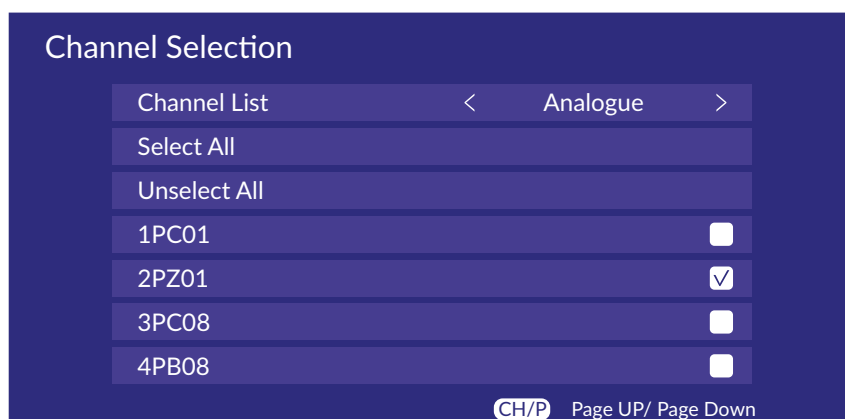 Channel Selection
Channel List < Analogue >
Select All
Unselect All
1PC01
2PZ01
3PC08
4PB08
CH/P Page UP/ Page Down